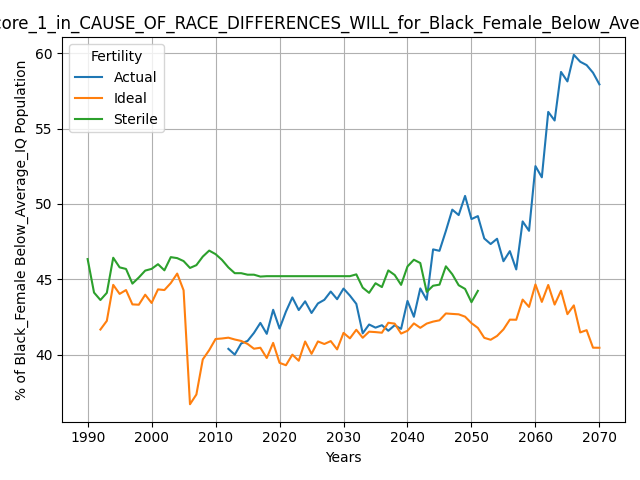 core_1_in_CAUSE_OF_RACE_DIFFERENCES_WILL_for_Black_Female_Below_Ave
Fertility
Actual
Ideal
Sterile
% of Black_Female Below_Average_IQ Population
60
55
50
45
40
1990
2000
2010
2020
2030
2040
2050
2060
2070
Years